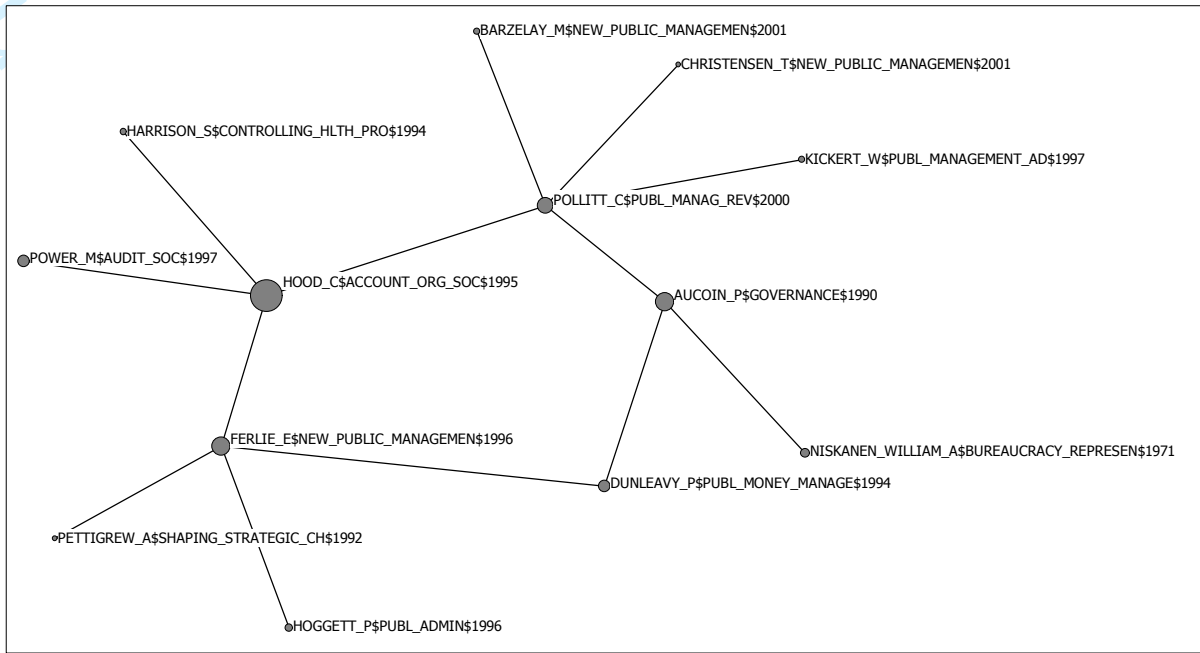 BARZELAY_M$NEW_PUBLIC_MANAGEMEN$2001
CHRISTENSEN_T$NEW_PUBLIC_MANAGEMEN$2001
HARRISON_S$CONTROLLING_HLTH_PRO$1994
KICKERT_W$PUBL_MANAGEMENT_AD$1997
POLLITT_C$PUBL_MANAG_REV$2000
POWER_M$AUDIT_SOC$1997
HOOD_C$ACCOUNT_ORG_SOC$1995
AUCOIN_P$GOVERNANCE$1990
FERLIE_E$NEW_PUBLIC_MANAGEMEN$1996
NISKANEN_WILLIAM_A$BUREAUCRACY_REPRESEN$1971
DUNLEAVY_P$PUBL_MONEY_MANAGE$1994
PETTIGREW_A$SHAPING_STRATEGIC_CH$1992
HOGGETT_P$PUBL_ADMIN$1996